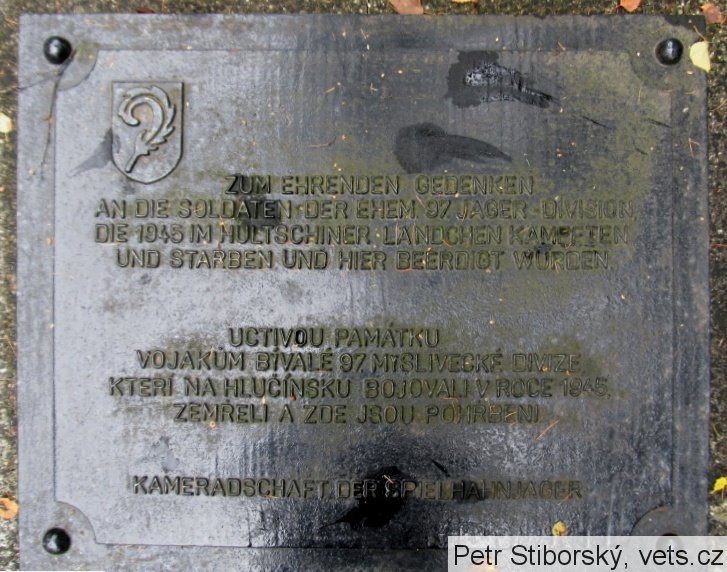 ZUM EHRENDEN GEDENKEN
AN DIE SOLDATEN DER EHEM. 97. JÄGER-DIVISION,
DIE 1945 IM HULTSCHINER LÄNDCHEN KÄMPFTEN
UND STARBEN UND HIER BEERDIGT WURDEN.
UCTIVOU PAMÁTKU
VOJÁKŮM BÝVALÉ 97. MYSLIVECKÉ DIVIZE,
KTEŘÍ NA HLUČÍNSKU BOJOVALI V ROCE 1945,
ZEMŘELI A ZDE JSOU POHŘBENI.
KAMERADSCHAFT DER SPIELHAHNJÄGER
Petr Stiborský, vets.cz